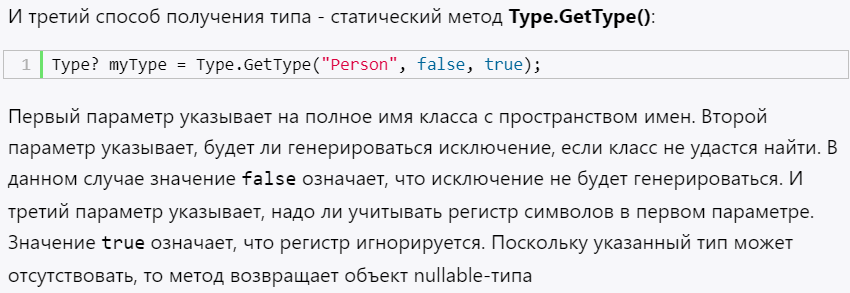 И третий способ получения типа - статический метод Type.GetType():
1 Type? myType = Type.GetType("Person", false, true);
Первый параметр указывает на полное имя класса с пространством имен. Второй
параметр указывает, будет ли генерироваться исключение, если класс не удастся найти. В
данном случае значение false означает, что исключение не будет генерироваться. И
третий параметр указывает, надо ли учитывать регистр символов в первом параметре.
Значение true означает, что регистр игнорируется. Поскольку указанный тип может
отсутствовать, то метод возвращает объект nullable-типа